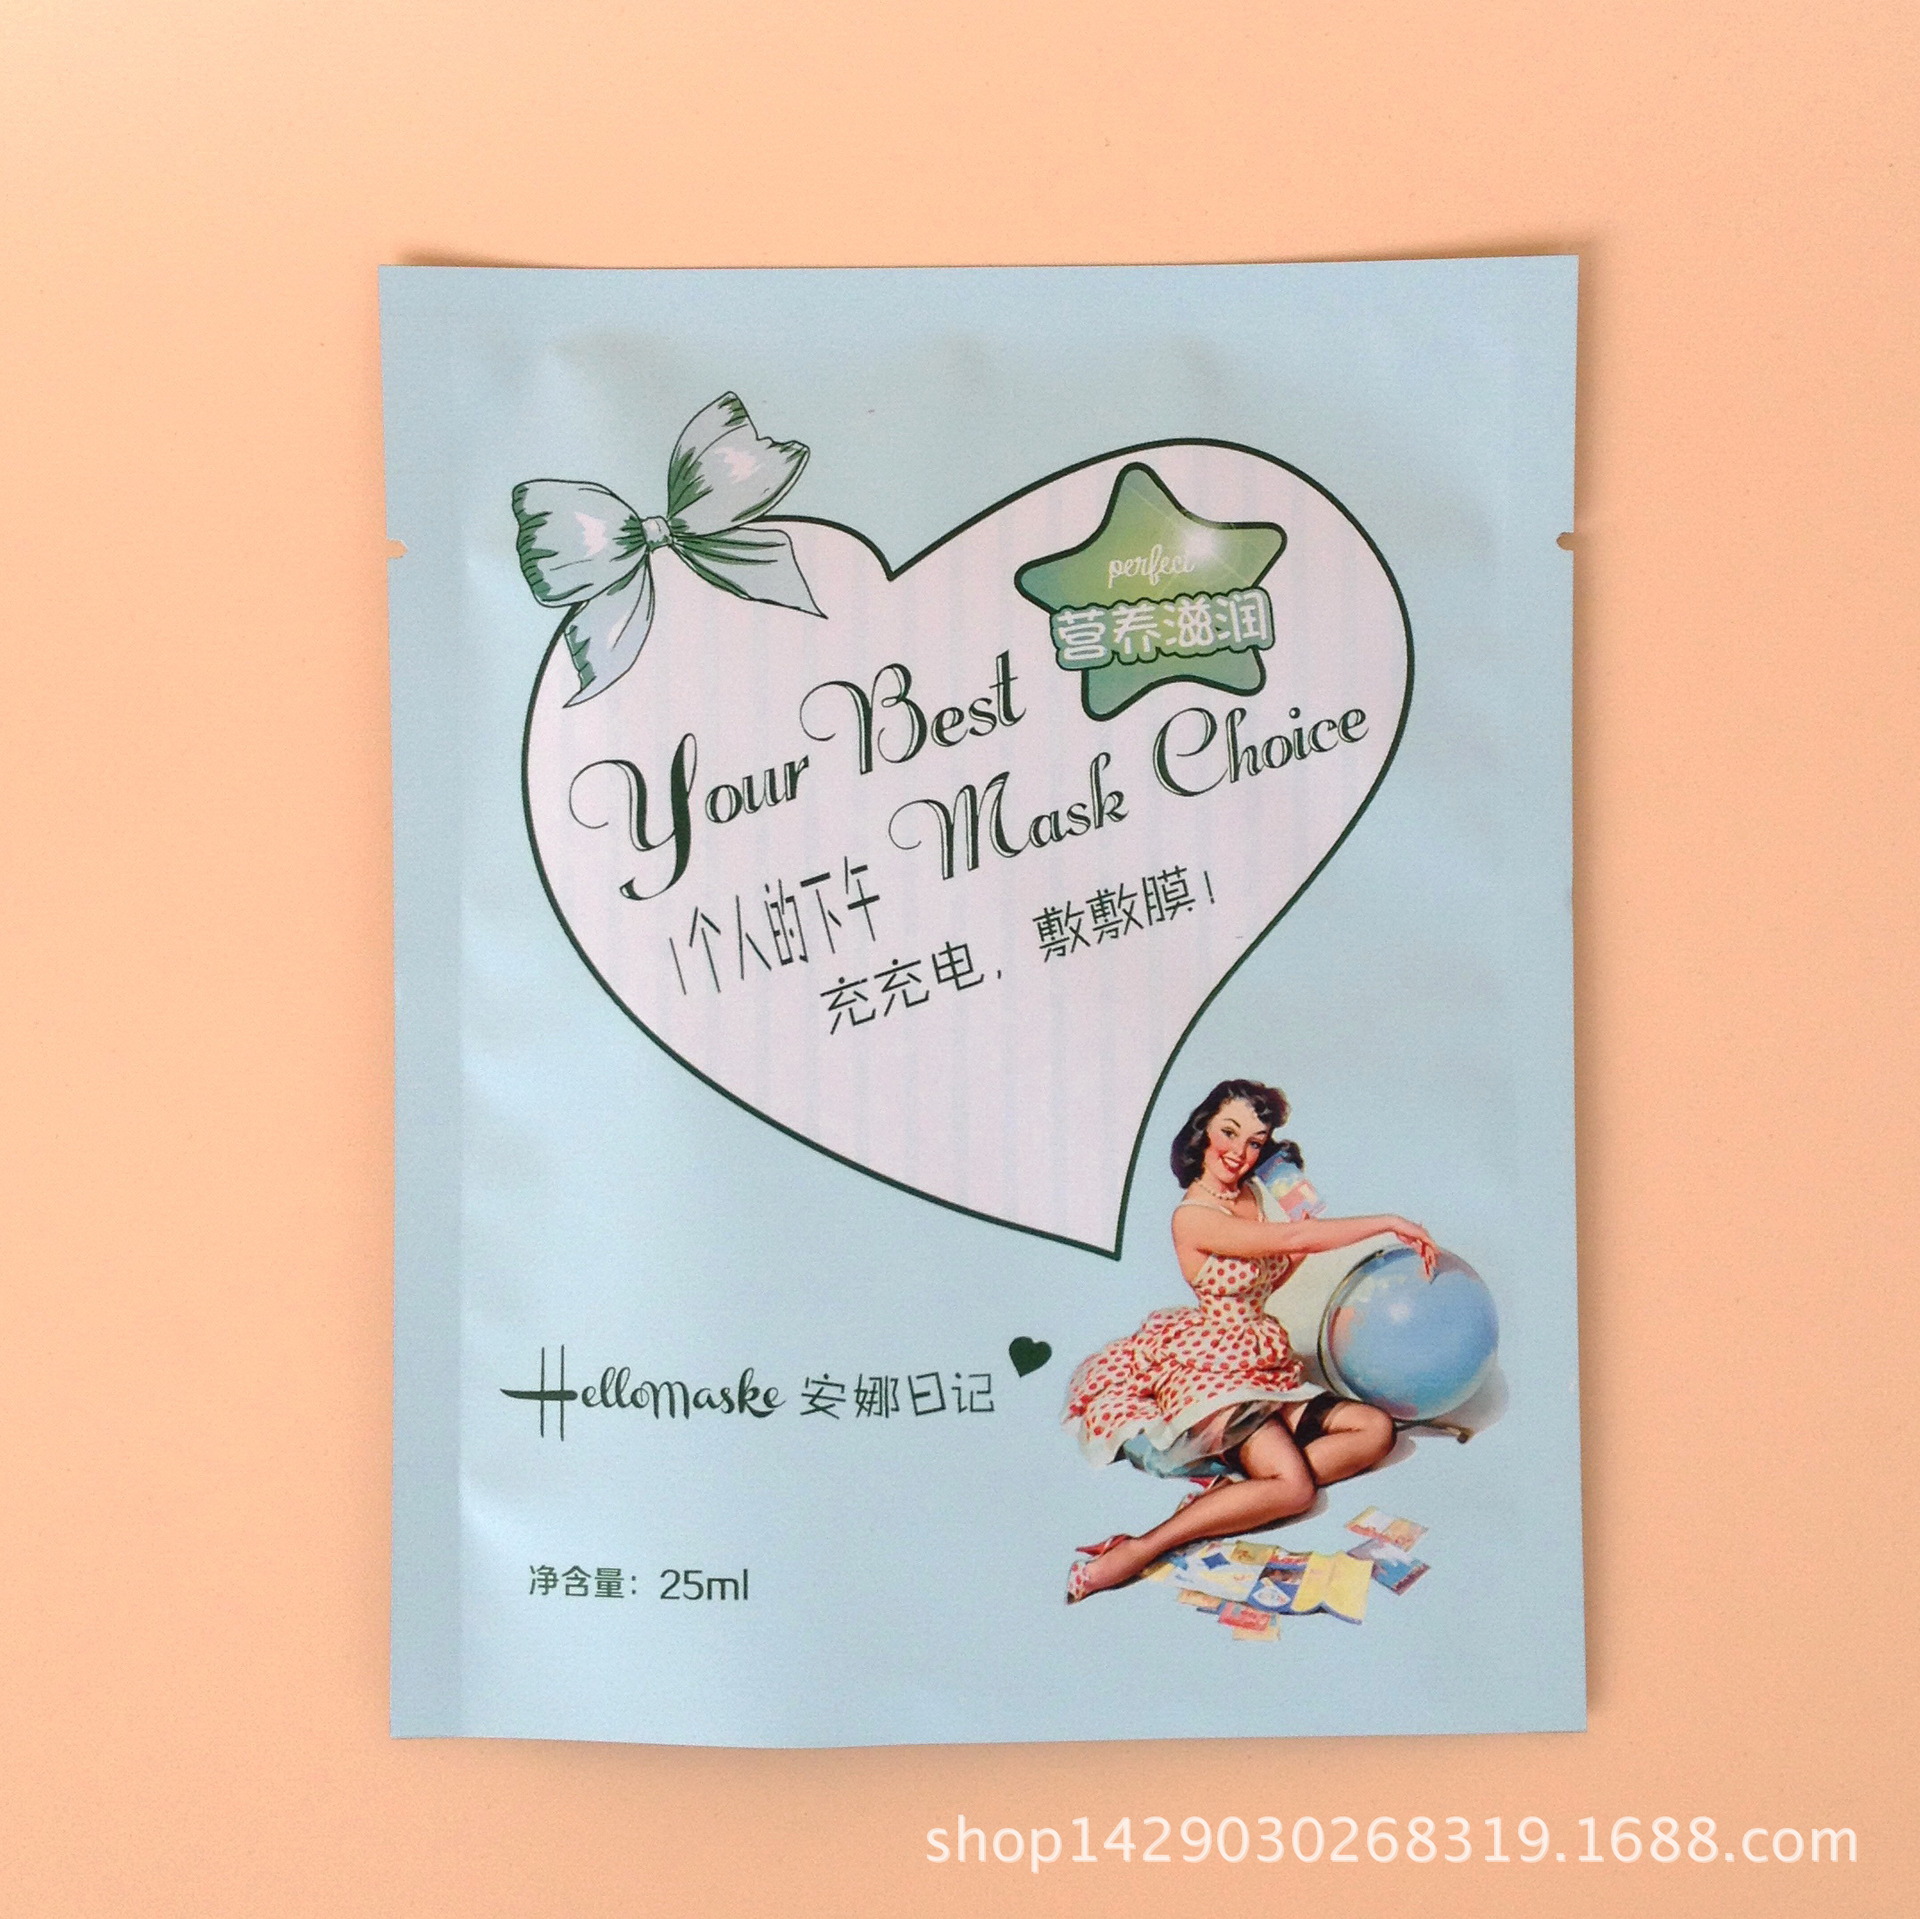 perfect
营养滋润
Your Best
Mask Choice
1个人的下午
充充电，敷敷膜！
Hellomaske 安娜日记
净含量：25ml
shop1429030268319.1688.com